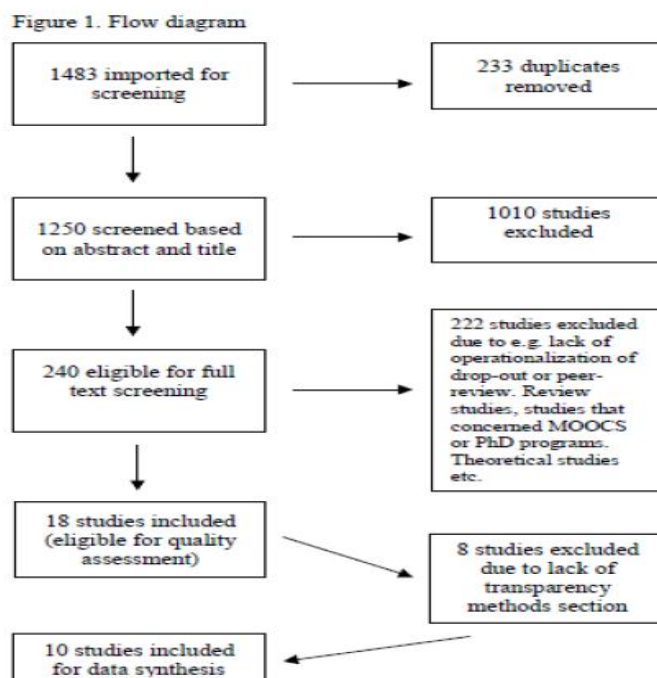 Figure 1. Flow diagram
1483 imported for
screening
233 duplicates
removed
1250 screened based
on abstract and title
1010 studies
excluded
240 eligible for full
text screening
222 studies excluded
due to e.g. lack of
operationalization of
drop-out or peer-
review. Review
studies, studies that
concerned MOOCS
or PhD programs.
Theoretical studies
etc.
18 studies included
(eligible for quality
assessment)
8 studies excluded
due to lack of
transparency
methods section
10 studies included
for data synthesis